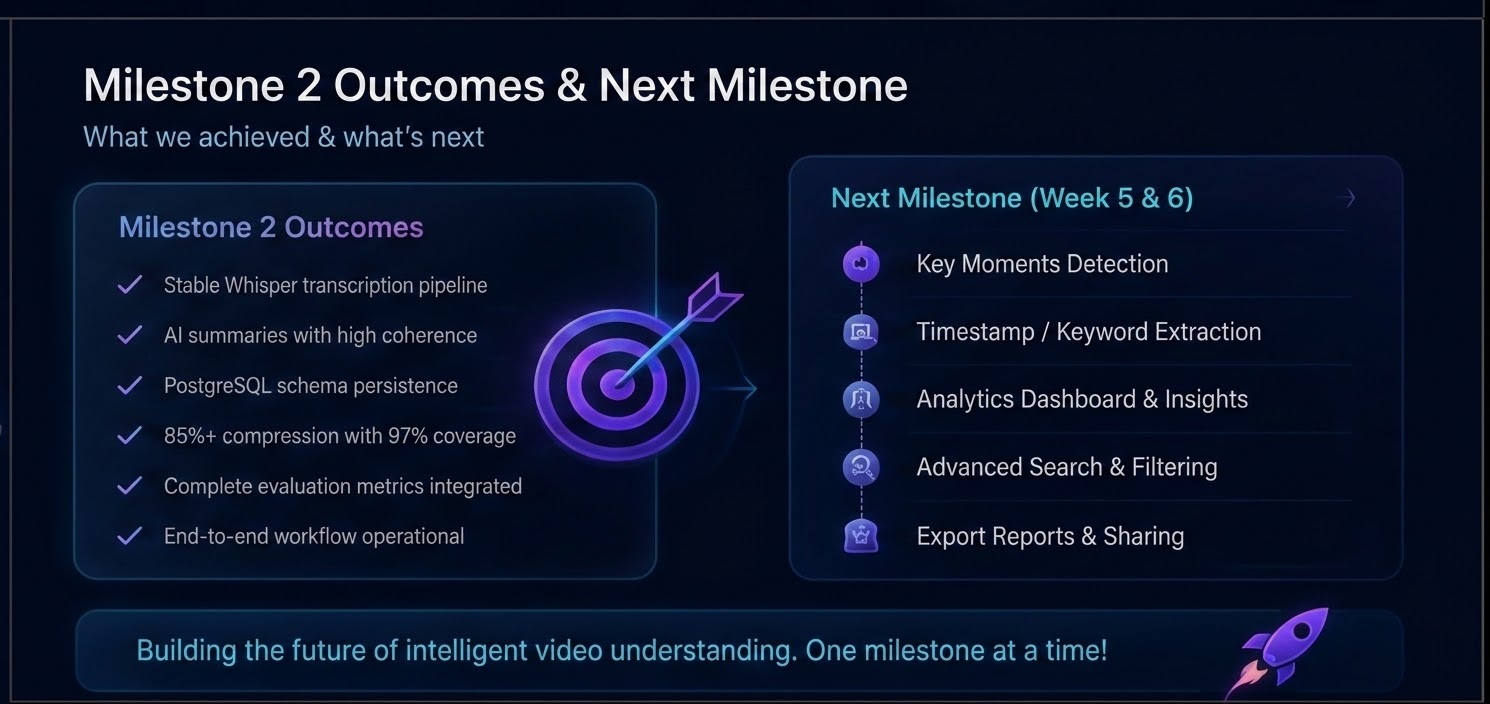 Milestone 2 Outcomes & Next Milestone
What we achieved & what's next
Milestone 2 Outcomes
Stable Whisper transcription pipeline
AI summaries with high coherence
PostgreSQL schema persistence
85%+ compression with 97% coverage
Complete evaluation metrics integrated
End-to-end workflow operational
Next Milestone (Week 5 & 6)
Key Moments Detection
Timestamp / Keyword Extraction
Analytics Dashboard & Insights
Advanced Search & Filtering
Export Reports & Sharing
Building the future of intelligent video understanding. One milestone at a time!